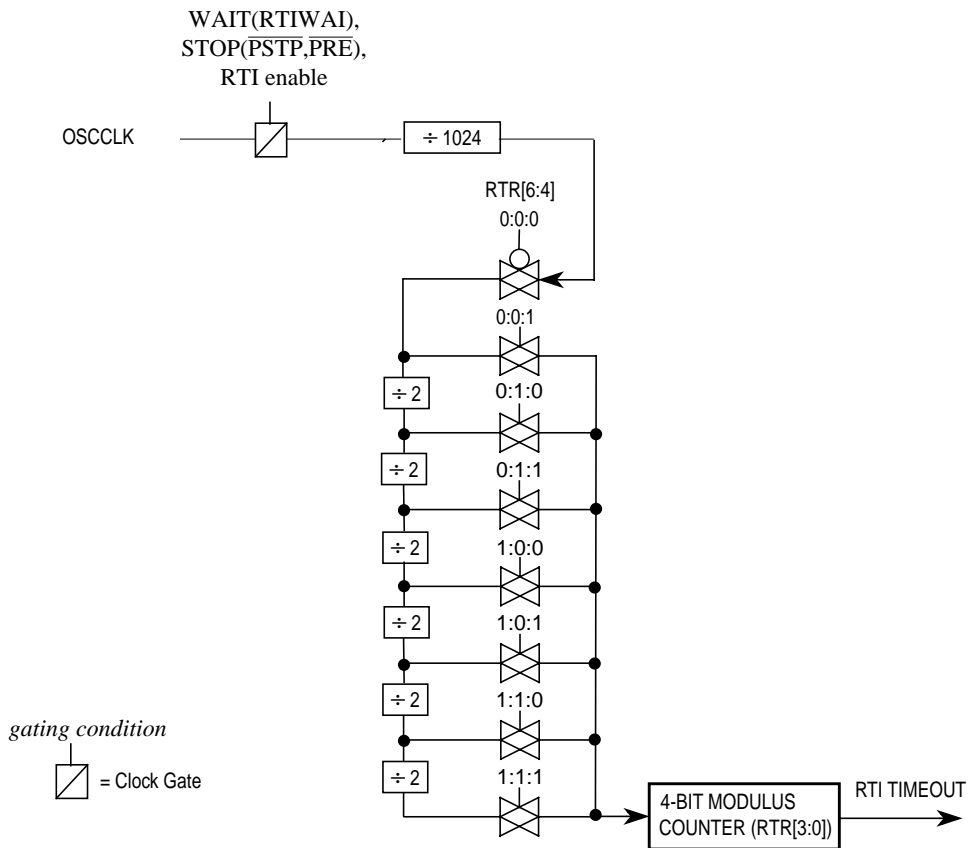 WAIT(RTIWAI),
STOP(PSTP,PRE),
RTI enable
OSCCLK
÷ 1024
RTR[6:4]
0:0:0
0:0:1
÷ 2
0:1:0
÷ 2
0:1:1
÷ 2
1:0:0
÷ 2
1:0:1
÷ 2
1:1:0
gating condition
= Clock Gate
÷ 2
1:1:1
4-BIT MODULUS
COUNTER (RTR[3:0])
RTI TIMEOUT